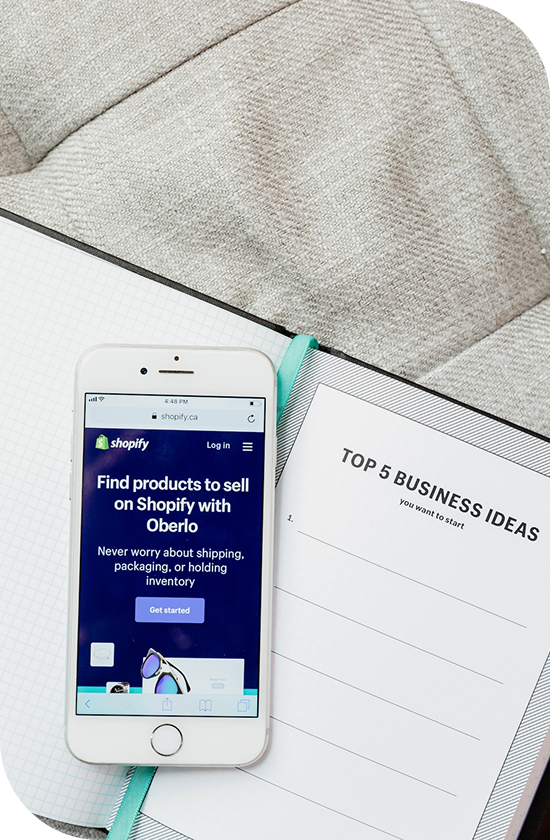 4:48 PM
shopify.ca
shopify
Log in
Find products to sell
on Shopify with
Oberlo
Never worry about shipping,
packaging, or holding
inventory
Get started
TOP 5 BUSINESS IDEAS
you want to start
1.